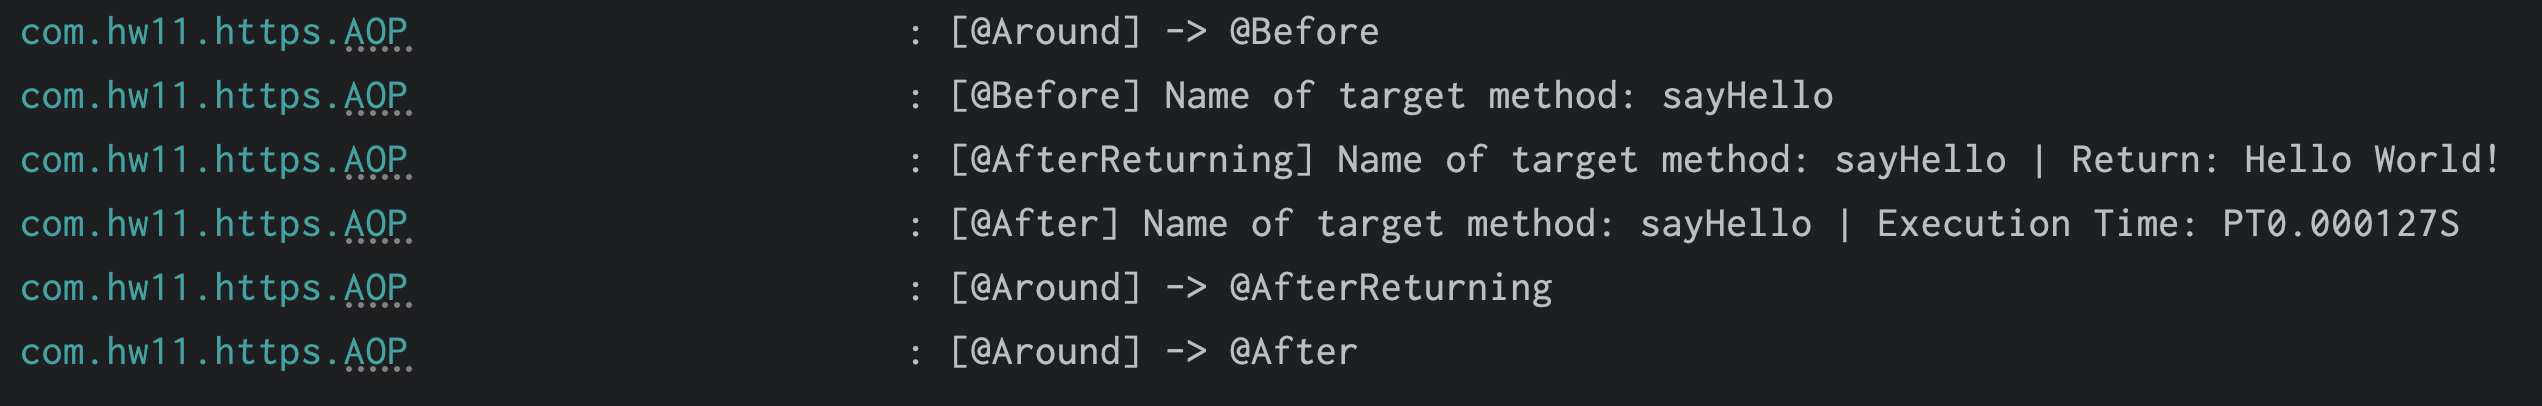 com.hw11.https.AOP : [@Around] -> @Before
com.hw11.https.AOP : [@Before] Name of target method: sayHello
com.hw11.https.AOP : [@AfterReturning] Name of target method: sayHello | Return: Hello World!
com.hw11.https.AOP : [@After] Name of target method: sayHello | Execution Time: PT0.000127S
com.hw11.https.AOP : [@Around] -> @AfterReturning
com.hw11.https.AOP : [@Around] -> @After